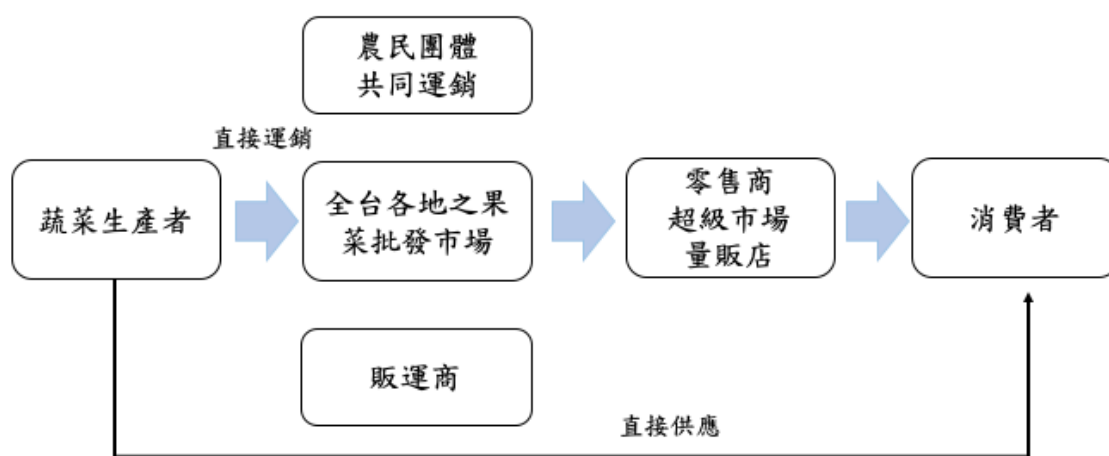 農民團體
共同運銷
直接運銷
蔬菜生產者
全台各地之果
菜批發市場
零售商
超級市場
量販店
消費者
販運商
直接供應